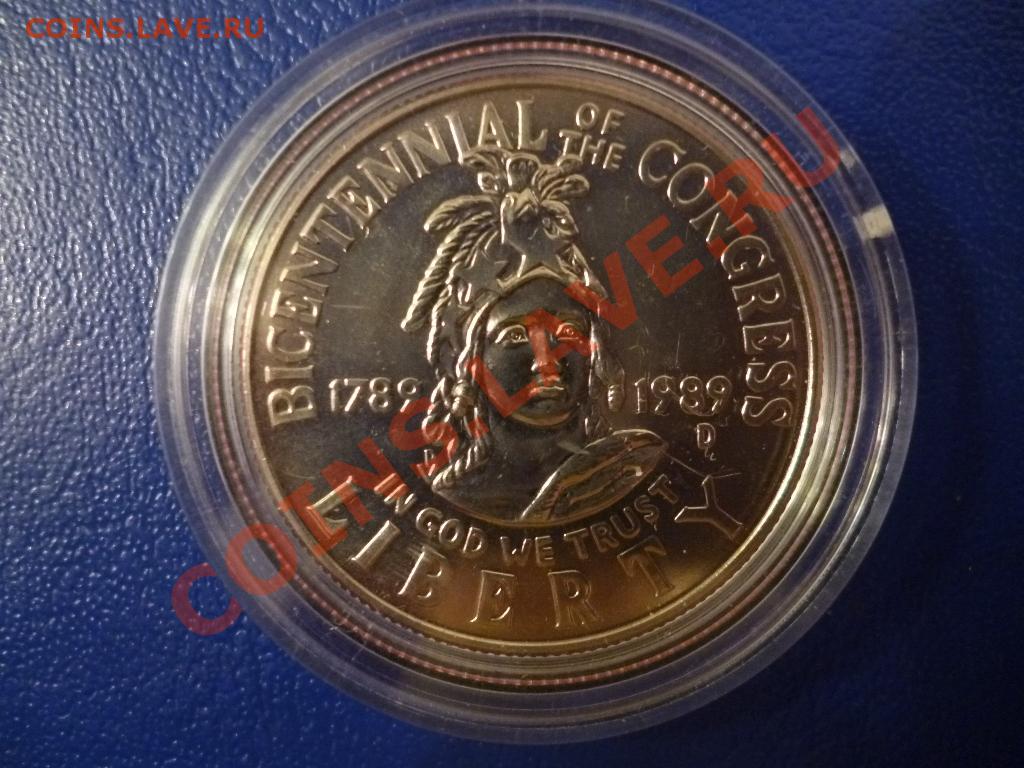 COINS.LAVE.RU
BICENTENNIAL OF THE CONGRESS
1789 1989
D
IN GOD WE TRUST
LIBERTY
COINS.LAVE.RU